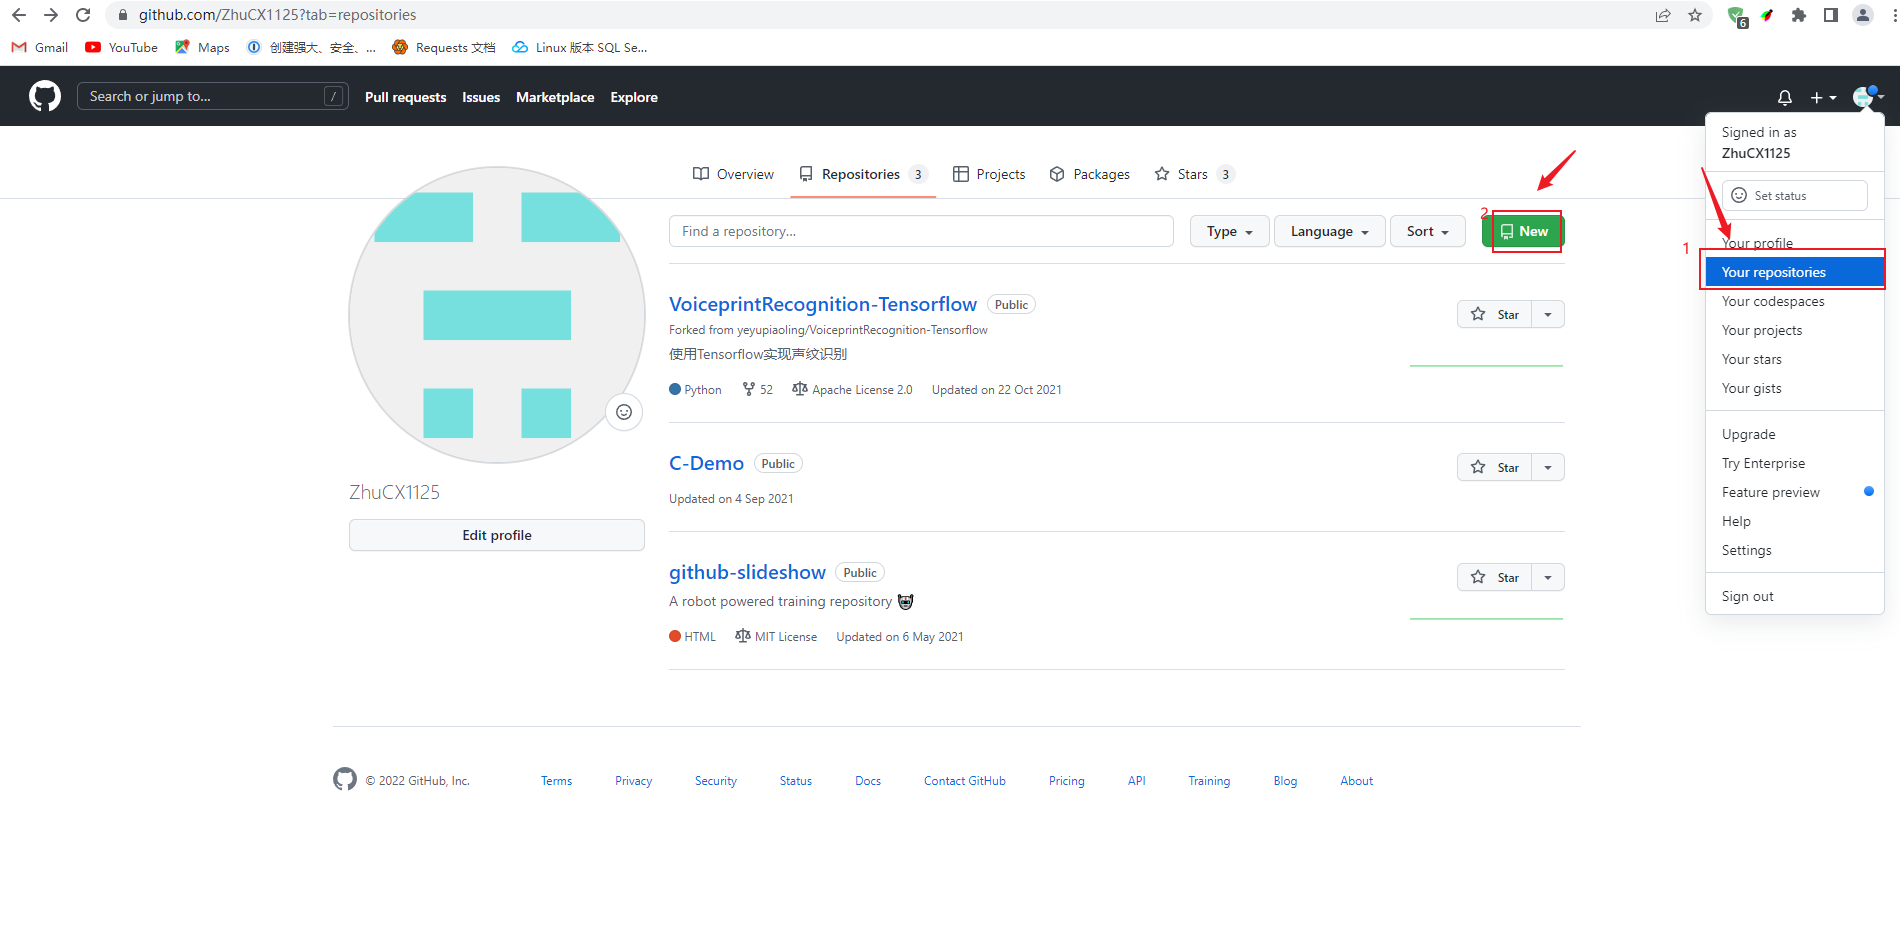 github.com/ZhuCX1125?tab=repositories
6
Gmail YouTube Maps 创建强大、安全、... Requests 文档 Linux 版本 SQL Se...
Search or jump to... / Pull requests Issues Marketplace Explore
Signed in as
ZhuCX1125
Set status
Your profile
1
Your repositories
Your codespaces
Your projects
Your stars
Your gists
Upgrade
Try Enterprise
Feature preview
Help
Settings
Sign out
Overview Repositories 3 Projects Packages Stars 3
2
Find a repository... Type Language Sort New
VoiceprintRecognition-Tensorflow Public
Star
Forked from yeyupiaoling/VoiceprintRecognition-Tensorflow
使用Tensorflow实现声纹识别
Python 52 Apache License 2.0 Updated on 22 Oct 2021
C-Demo Public
Star
Updated on 4 Sep 2021
ZhuCX1125
Edit profile
github-slideshow Public
Star
A robot powered training repository
HTML MIT License Updated on 6 May 2021
© 2022 GitHub, Inc. Terms Privacy Security Status Docs Contact GitHub Pricing API Training Blog About